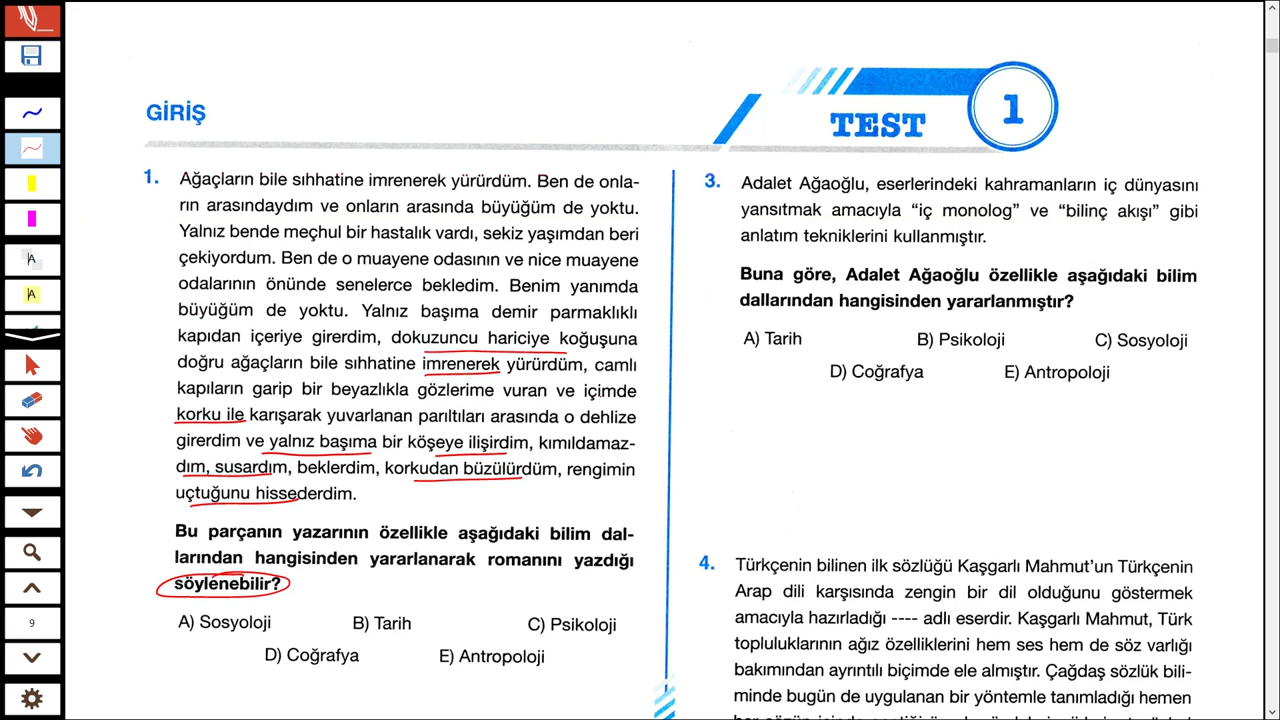 GİRİŞ
TEST
1
1. Ağaçların bile sıhhatine imrenerek yürürdüm. Ben de onla-
rın arasındaydım ve onların arasında büyüğüm de yoktu.
Yalnız bende meçhul bir hastalık vardı, sekiz yaşımdan beri
çekiyordum. Ben de o muayene odasının ve nice muayene
odalarının önünde senelerce bekledim. Benim yanımda
büyüğüm de yoktu. Yalnız başıma demir parmaklıklı
kapıdan içeriye girerdim, dokuzuncu hariciye koğuşuna
doğru ağaçların bile sıhhatine imrenerek yürürdüm, camlı
kapıların garip bir beyazlıkla gözlerime vuran ve içimde
korku ile karışarak yuvarlanan parıltıları arasında o dehlize
girerdim ve yalnız başıma bir köşeye ilişirdim, kımıldamaz-
dım, susardım, beklerdim, korkudan büzülürdüm, rengimin
uçtuğunu hissederdim.
Bu parçanın yazarının özellikle aşağıdaki bilim dal-
larından hangisinden yararlanarak romanını yazdığı
söylenebilir?
A) Sosyoloji B) Tarih C) Psikoloji
D) Coğrafya E) Antropoloji
3. Adalet Ağaoğlu, eserlerindeki kahramanların iç dünyasını
yansıtmak amacıyla “iç monolog” ve “bilinç akışı” gibi
anlatım tekniklerini kullanmıştır.
Buna göre, Adalet Ağaoğlu özellikle aşağıdaki bilim
dallarından hangisinden yararlanmıştır?
A) Tarih B) Psikoloji C) Sosyoloji
D) Coğrafya E) Antropoloji
4. Türkçenin bilinen ilk sözlüğü Kaşgarlı Mahmut’un Türkçenin
Arap dili karşısında zengin bir dil olduğunu göstermek
amacıyla hazırladığı ---- adlı eserdir. Kaşgarlı Mahmut, Türk
topluluklarının ağız özelliklerini hem ses hem de söz varlığı
bakımından ayrıntılı biçimde ele almıştır. Çağdaş sözlük bili-
minde bugün de uygulanan bir yöntemle tanımladığı hemen
A
A
9